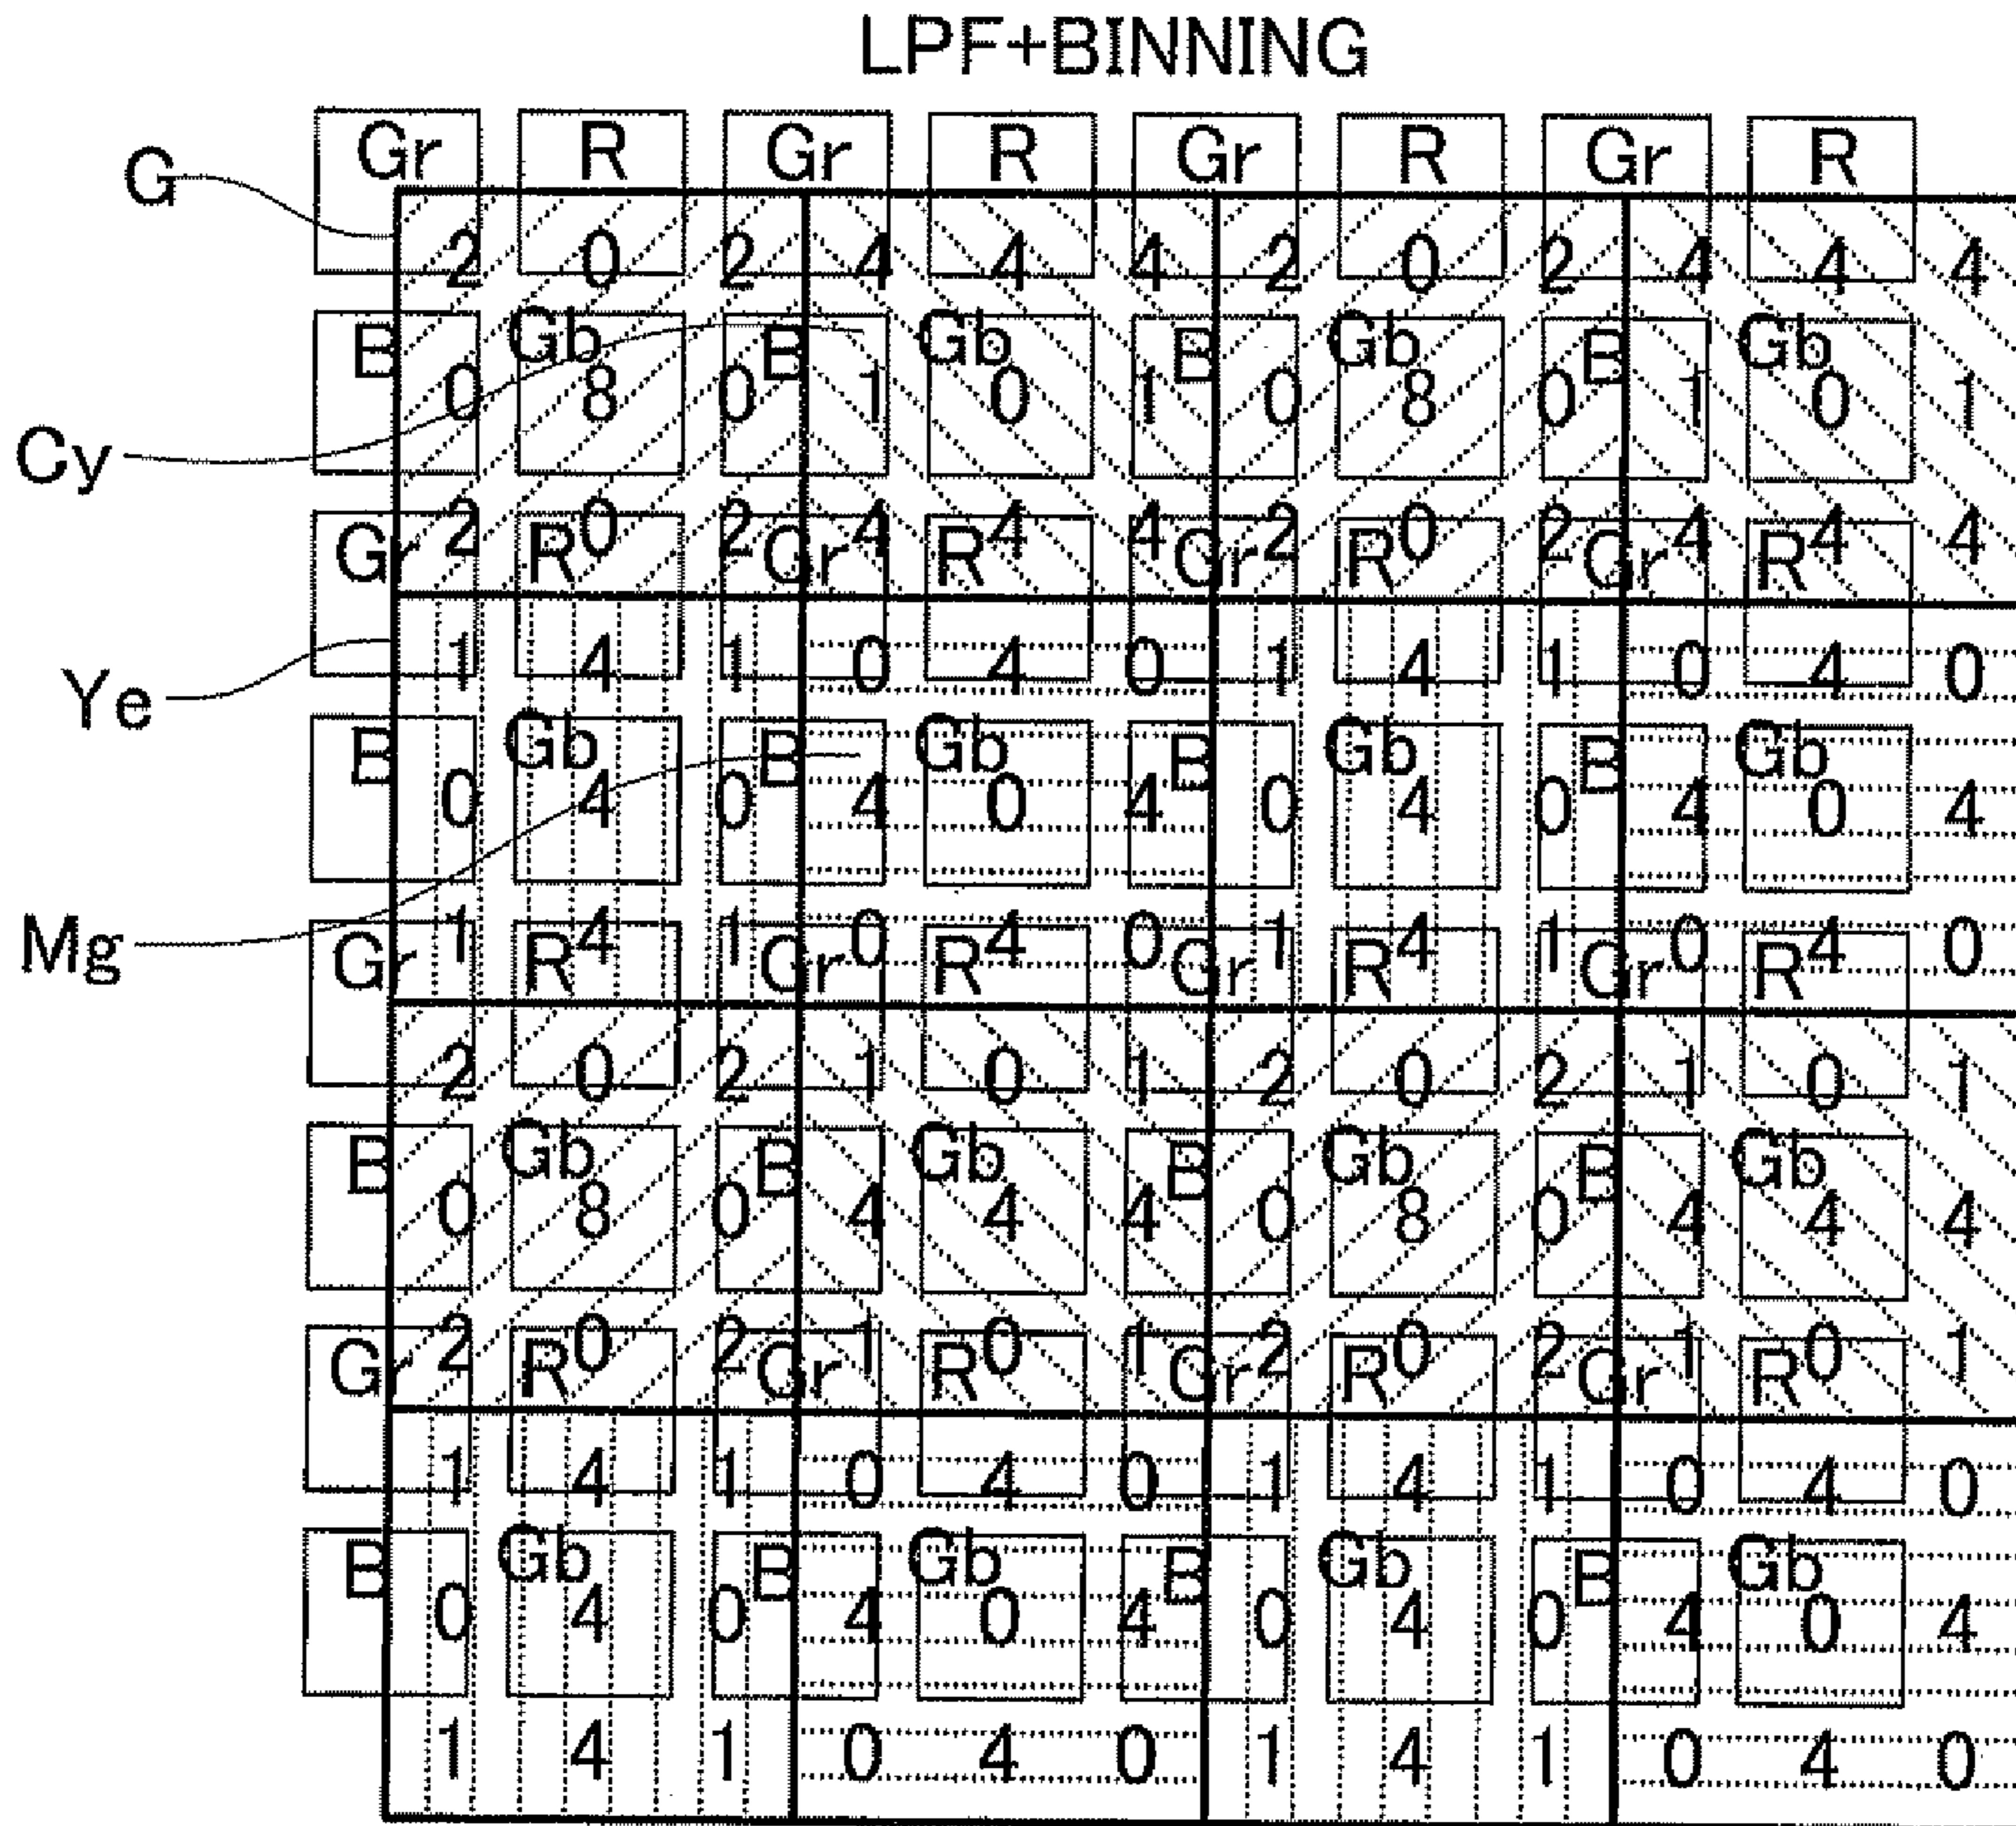 LPF+BINNING
Gr R Gr R Gr R Gr R
G
2 0 2 4 4 4 2 0 2 4 4 4
B Gb B Gb B Gb B Gb
0 8 0 1 0 1 0 8 0 1 0 1
Cy
2 0 2 4 4 4 2 0 2 4 4 4
Gr R Gr R Gr R Gr R
1 4 1 0 4 0 1 4 1 0 4 0
Ye
B Gb B Gb B Gb B Gb
0 4 0 4 0 4 0 4 0 4 0 4
Mg
1 4 1 0 4 0 1 4 1 0 4 0
Gr R Gr R Gr R Gr R
2 0 2 1 0 1 2 0 2 1 0 1
B Gb B Gb B Gb B Gb
0 8 0 4 4 4 0 8 0 4 4 4
2 0 2 1 0 1 2 0 2 1 0 1
Gr R Gr R Gr R Gr R
1 4 1 0 4 0 1 4 1 0 4 0
B Gb B Gb B Gb B Gb
0 4 0 4 0 4 0 4 0 4 0 4
1 4 1 0 4 0 1 4 1 0 4 0